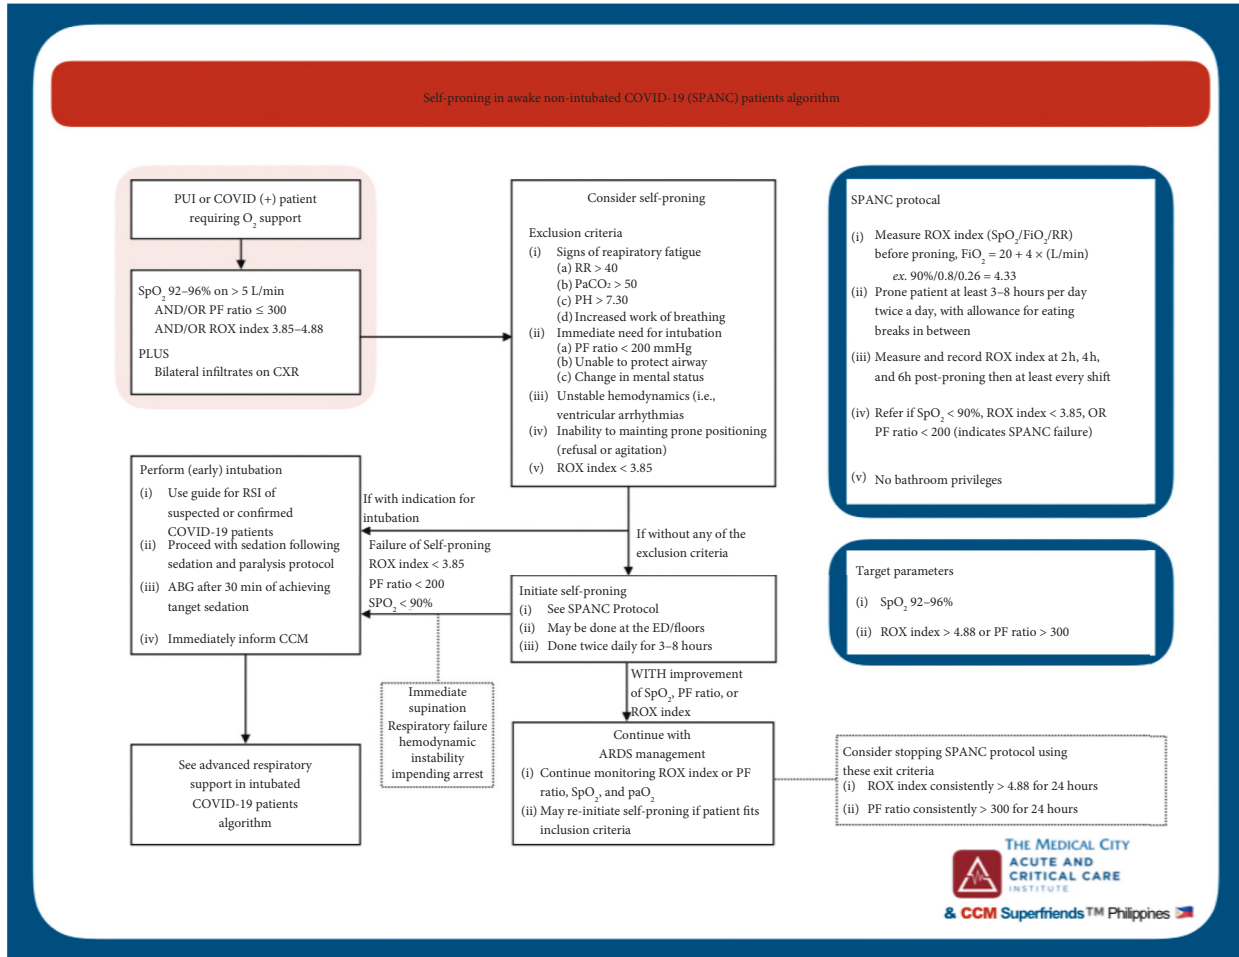 Self-proning in awake non-intubated COVID-19 (SPANC) patients algorithm
PUI or COVID (+) patient
requiring O2 support
SpO2 92–96% on > 5 L/min
AND/OR PF ratio ≤ 300
AND/OR ROX index 3.85–4.88
PLUS
Bilateral infiltrates on CXR
Consider self-proning
Exclusion criteria
(i) Signs of reapiratory fatigue
(a) RR > 40
(b) PaCO2 > 50
(c) PH > 7.30
(d) Increased work of breathing
(ii) Immediate need for intubation
(a) PF ratio < 200 mmHg
(b) Unable to protect airway
(c) Change in mental status
(iii) Unstable hemodynamics (i.e.,
ventricular arrhythmias
(iv) Inability to mainting prone positioning
(refusal or agitation)
(v) ROX index < 3.85
SPANC protocal
(i) Measure ROX index (SpO2/FiO2/RR)
before proning, FiO2 = 20 + 4 × (L/min)
ex. 90%/0.8/0.26 = 4.33
(ii) Prone patient at least 3–8 hours per day
twice a day, with allowance for eating
breaks in between
(iii) Measure and record ROX index at 2 h, 4 h,
and 6h post-proning then at least every shift
(iv) Refer if SpO2 < 90%, ROX index < 3.85, OR
PF ratio < 200 (indicates SPANC failure)
(v) No bathroom privileges
Perform (early) intubation
(i) Use guide for RSI of
suspected or confirmed
COVID-19 patients
(ii) Proceed with sedation following
sedation and paralysis protocol
(iii) ABG after 30 min of achieving
tanget sedation
(iv) Immediately inform CCM
If with indication for
intubation
If without any of the
exclusion criteria
Failure of Self-proning
ROX index < 3.85
PF ratio < 200
SPO2 < 90%
Initiate self-proning
(i) See SPANC Protocol
(ii) May be done at the ED/floors
(iii) Done twice daily for 3–8 hours
Target parameters
(i) SpO2 92–96%
(ii) ROX index > 4.88 or PF ratio > 300
Immediate
supination
Respiratory failure
hemodynamic
instability
impending arrest
WITH improvement
of SpO2, PF ratio, or
ROX index
See advanced respiratory
support in intubated
COVID-19 patients
algorithm
Continue with
ARDS management
(i) Continue monitoring ROX index or PF
ratio, SpO2, and paO2
(ii) May re-initiate self-proning if patient fits
inclusion criteria
Consider stopping SPANC protocol using
these exit criteria
(i) ROX index consistently > 4.88 for 24 hours
(ii) PF ratio consistently > 300 for 24 hours
THE MEDICAL CITY
ACUTE AND
CRITICAL CARE
INSTITUTE
& CCM Superfriends™ Philippines